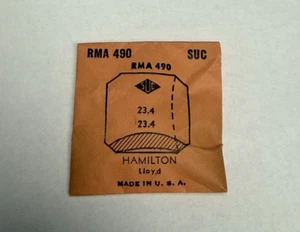 RMA 490 SUC
RMA 490
SUC
23.4
23.4
HAMILTON
Lloyd
MADE IN U. S. A.